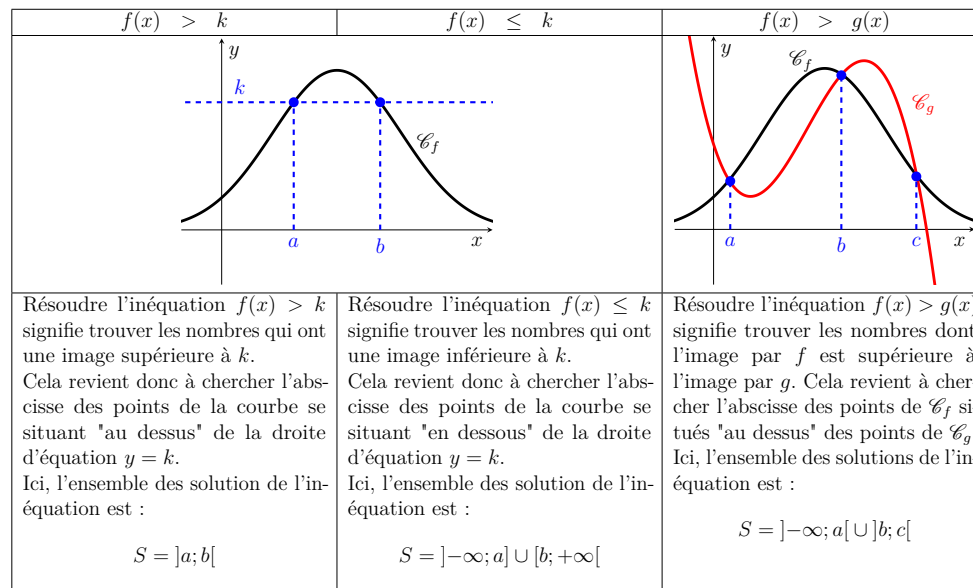 f(x) > k
f(x) ≤ k
f(x) > g(x)
y
k
𝒞_f
a
b
x
y
𝒞_f
𝒞_g
a
b
c
x
Résoudre l'inéquation f(x) > k
signifie trouver les nombres qui ont
une image supérieure à k.
Cela revient donc à chercher l'abs-
cisse des points de la courbe se
situant "au dessus" de la droite
d'équation y = k.
Ici, l'ensemble des solution de l'in-
équation est :
S = ]a; b[
Résoudre l'inéquation f(x) ≤ k
signifie trouver les nombres qui ont
une image inférieure à k.
Cela revient donc à chercher l'abs-
cisse des points de la courbe se
situant "en dessous" de la droite
d'équation y = k.
Ici, l'ensemble des solution de l'in-
équation est :
S = ]−∞; a] ∪ [b; +∞[
Résoudre l'inéquation f(x) > g(x)
signifie trouver les nombres dont
l'image par f est supérieure à
l'image par g. Cela revient à cher-
cher l'abscisse des points de 𝒞_f si-
tués "au dessus" des points de 𝒞_g
Ici, l'ensemble des solutions de l'in-
équation est :
S = ]−∞; a[ ∪ ]b; c[